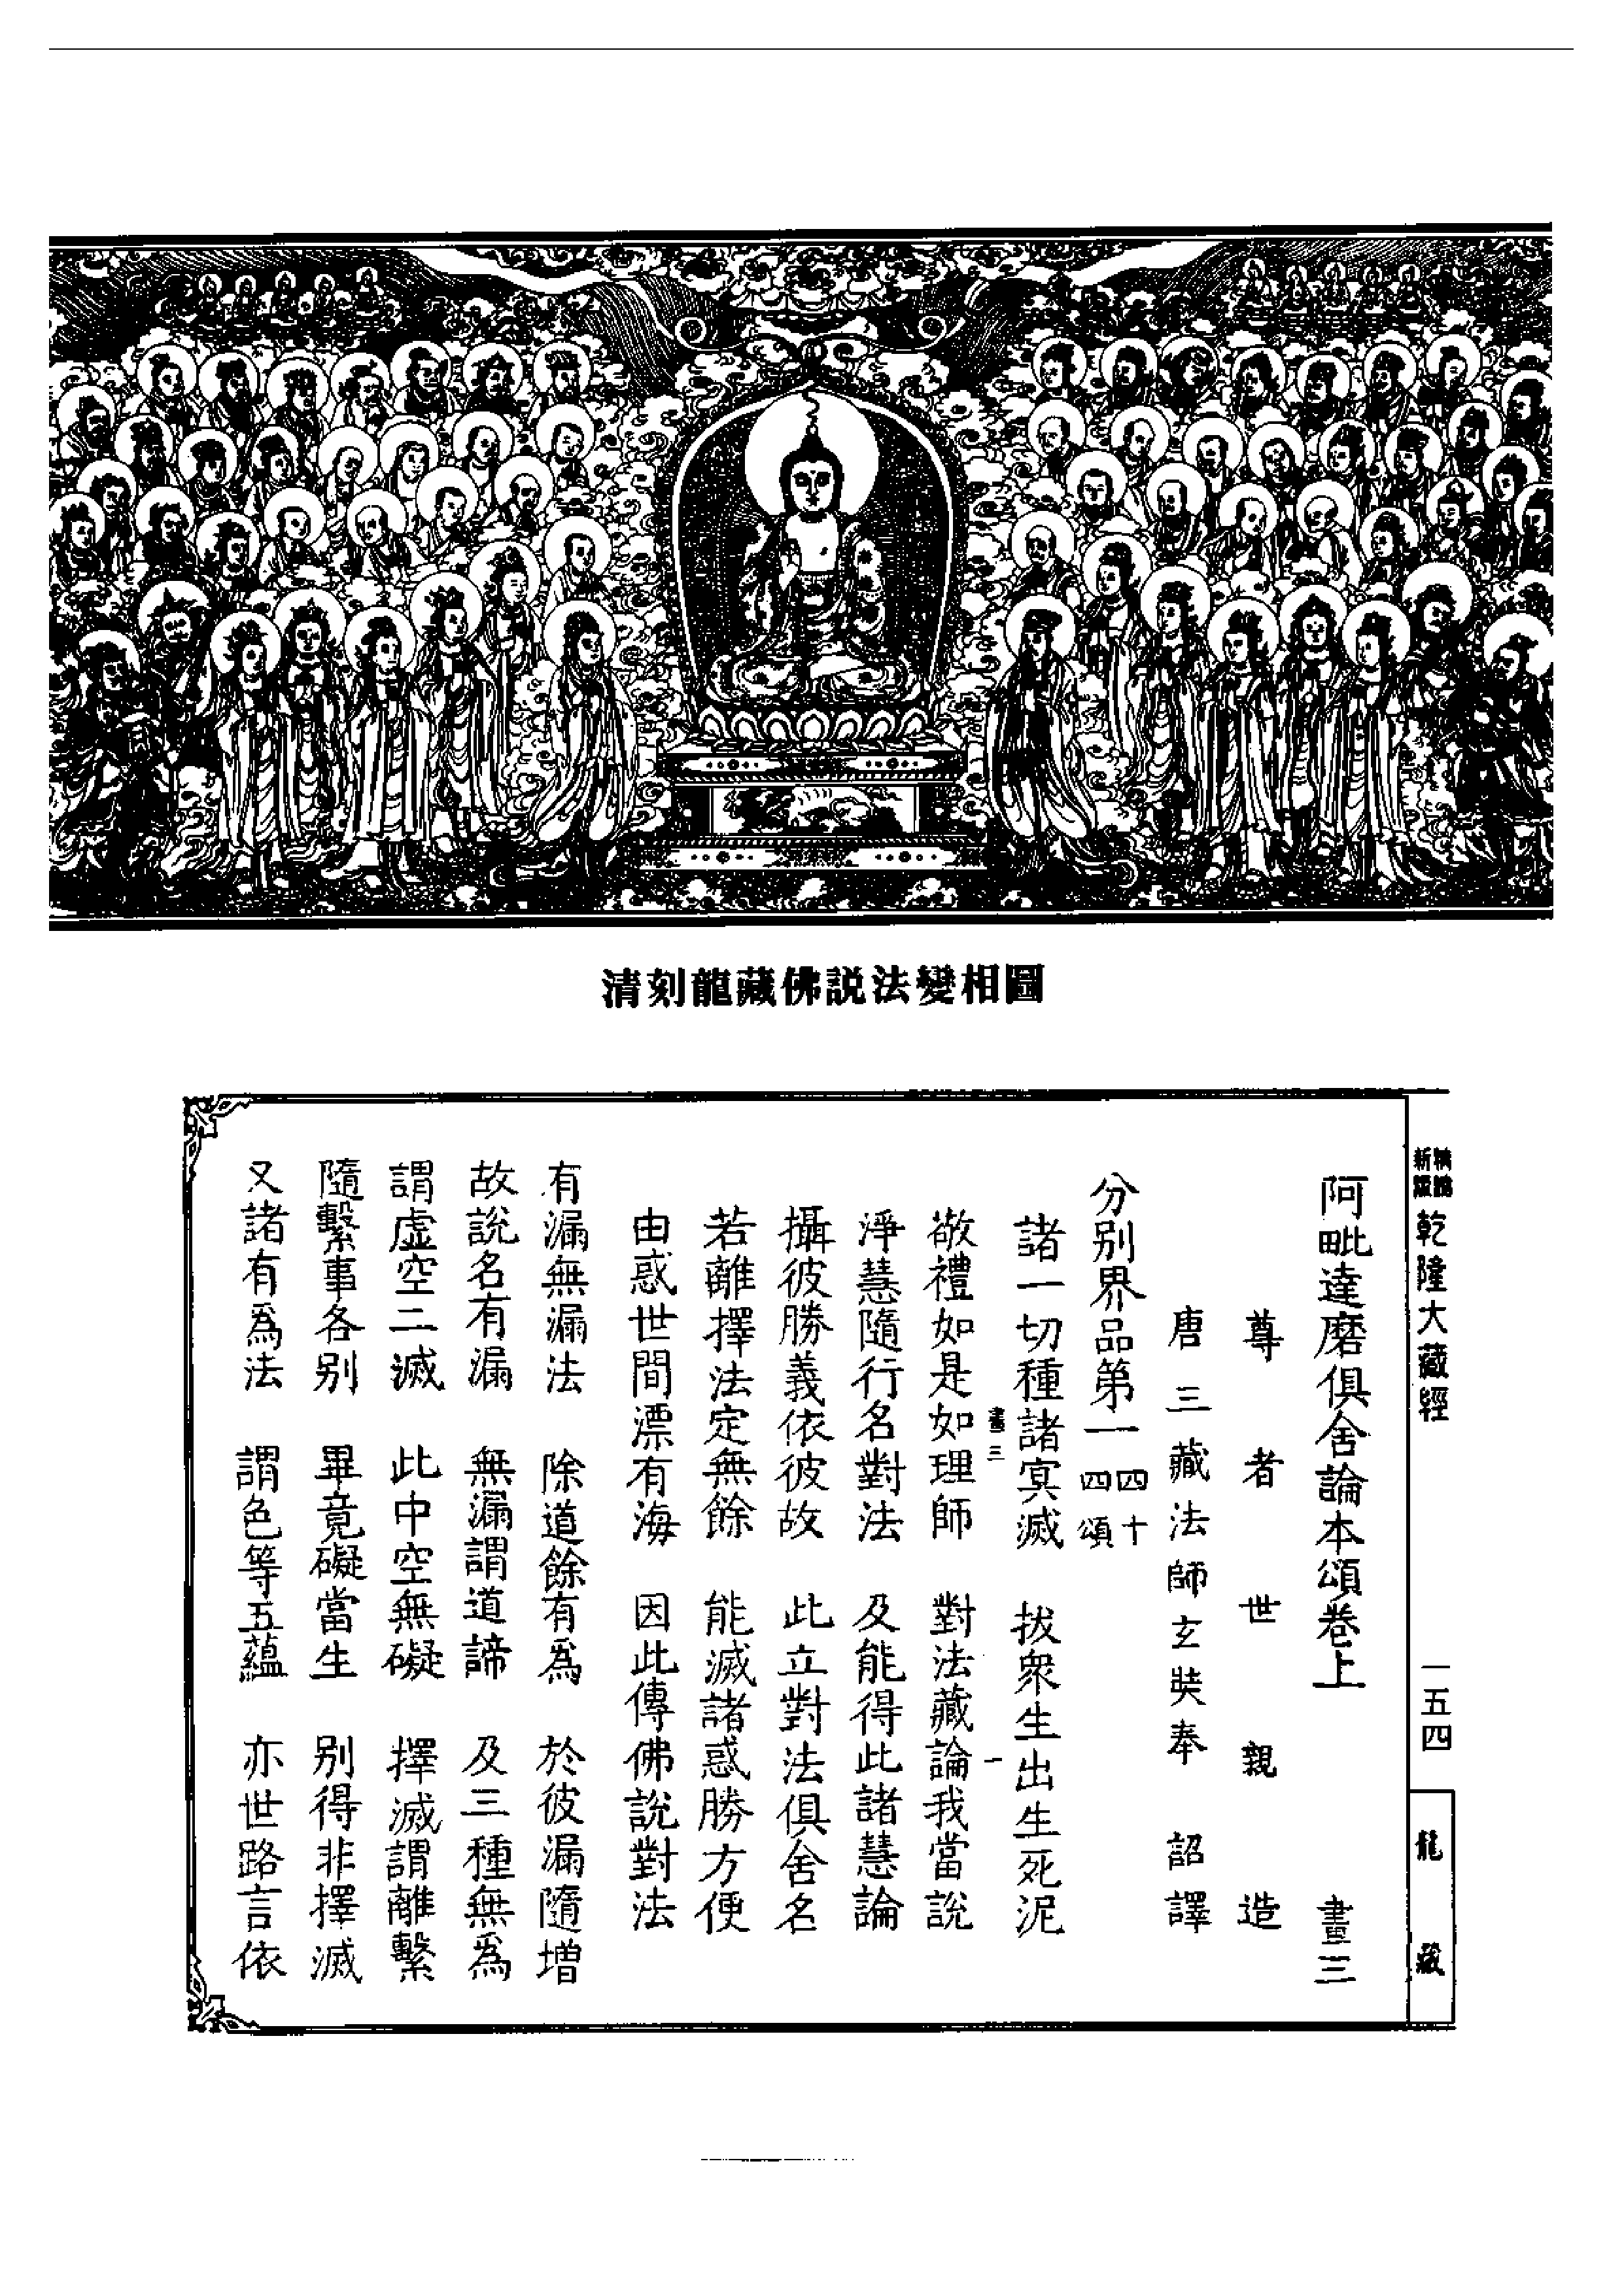 清刻龍藏佛説法變相圖
新版 精縮 乾隆大藏經
一五四
龍藏
阿毗達磨俱舍論本頌卷上 畫三
尊者世親造
唐三藏法師玄奘奉 詔譯
分别界品第一 四十四頌
諸一切種諸冥滅 拔衆生出生死泥
畫三 一
敬禮如是如理師 對法藏論我當説
淨慧隨行名對法 及能得此諸慧論
攝彼勝義依彼故 此立對法俱舍名
若離擇法定無餘 能滅諸惑勝方便
由惑世間漂有海 因此傳佛説對法
有漏無漏法 除道餘有爲 於彼漏隨增
故説名有漏 無漏謂道諦 及三種無爲
謂虛空二滅 此中空無礙 擇滅謂離繫
隨繫事各别 畢竟礙當生 别得非擇滅
又諸有爲法 謂色等五蘊 亦世路言依